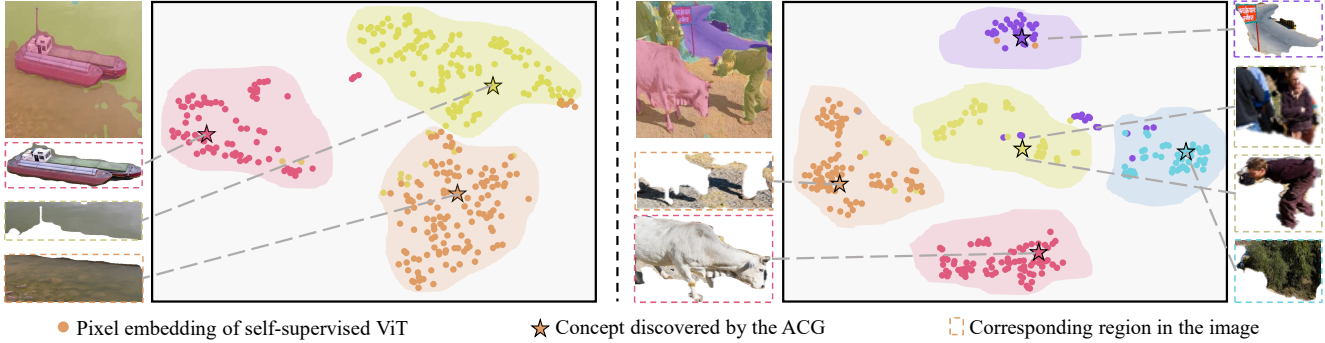 Pixel embedding of self-supervised ViT
Concept discovered by the ACG
Corresponding region in the image